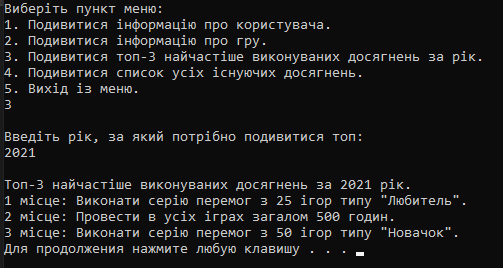 Виберіть пункт меню:
1. Подивитися інформацію про користувача.
2. Подивитися інформацію про гру.
3. Подивитися топ-3 найчастіше виконуваних досягнень за рік.
4. Подивитися список усіх існуючих досягнень.
5. Вихід із меню.
3
Введіть рік, за який потрібно подивитися топ:
2021
Топ-3 найчастіше виконуваних досягнень за 2021 рік.
1 місце: Виконати серію перемог з 25 ігор типу "Любитель".
2 місце: Провести в усіх іграх загалом 500 годин.
3 місце: Виконати серію перемог з 50 ігор типу "Новачок".
Для продолжения нажмите любую клавишу . . .